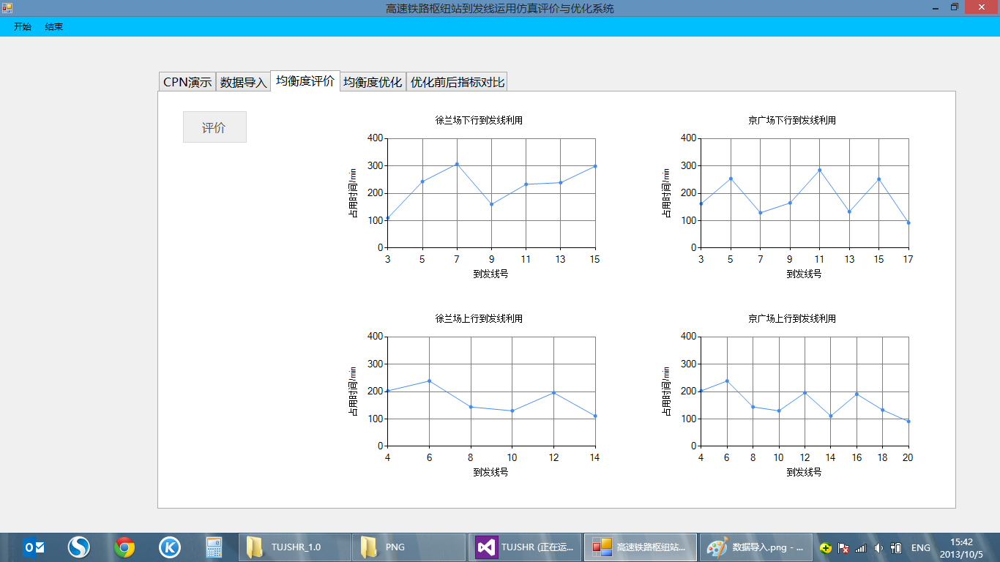 高速铁路枢纽站到发线运用仿真评价与优化系统
开始 结束
CPN演示 数据导入 均衡度评价 均衡度优化 优化前后指标对比
评价
徐兰场下行到发线利用
占用时间/min
400
300
200
100
0
3 5 7 9 11 13 15
到发线号
京广场下行到发线利用
占用时间/min
400
300
200
100
0
3 5 7 9 11 13 15 17
到发线号
徐兰场上行到发线利用
占用时间/min
400
300
200
100
0
4 6 8 10 12 14
到发线号
京广场上行到发线利用
占用时间/min
400
300
200
100
0
4 6 8 10 12 14 16 18 20
到发线号
TUJSHR_1.0 PNG TUJSHR (正在运... 高速铁路枢纽站... 数据导入.png - ... ENG 15:42
2013/10/5